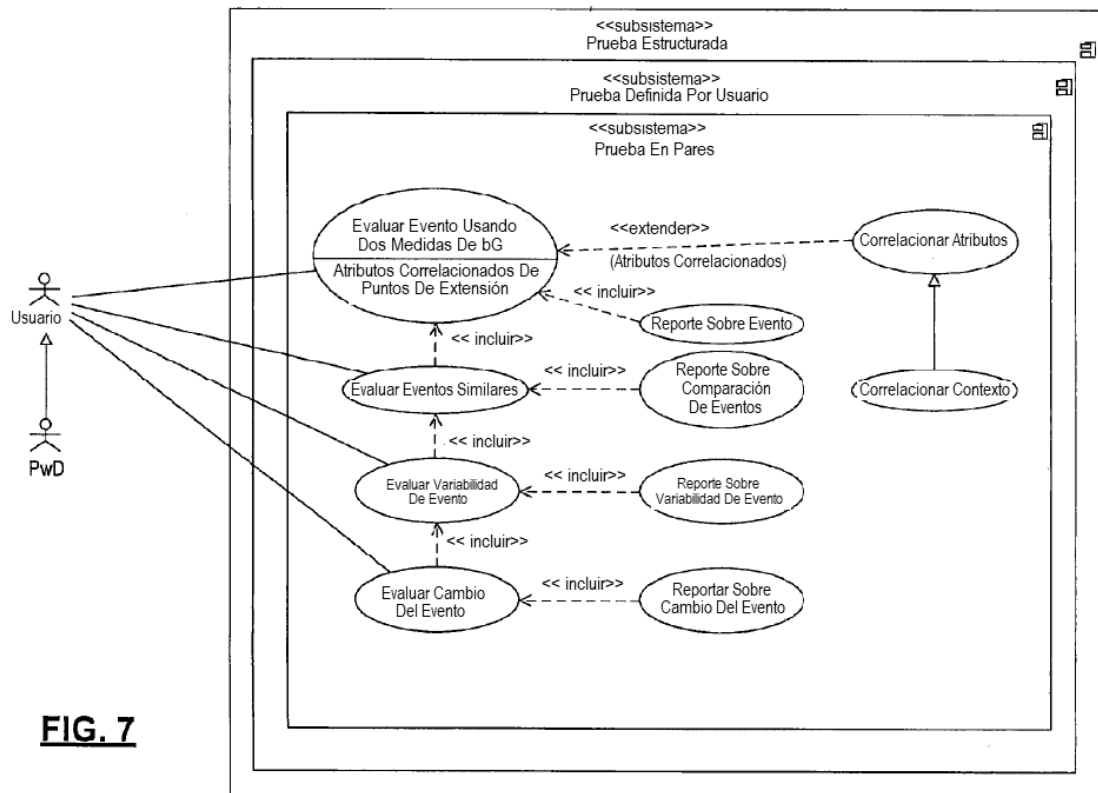 <<subsistema>>
Prueba Estructurada
<<subsistema>>
Prueba Definida Por Usuario
<<subsistema>>
Prueba En Pares
Evaluar Evento Usando
Dos Medidas De bG
Atributos Correlacionados De
Puntos De Extensión
<<extender>>
(Atributos Correlacionados)
Correlacionar Atributos
<< incluir>>
Reporte Sobre Evento
Usuario
<< incluir>>
Evaluar Eventos Similares
<< incluir>>
Reporte Sobre
Comparación
De Eventos
Correlacionar Contexto
<< incluir>>
PwD
Evaluar Variabilidad
De Evento
<< incluir>>
Reporte Sobre
Variabilidad De Evento
<< incluir>>
Evaluar Cambio
Del Evento
<< incluir>>
Reportar Sobre
Cambio Del Evento
FIG. 7